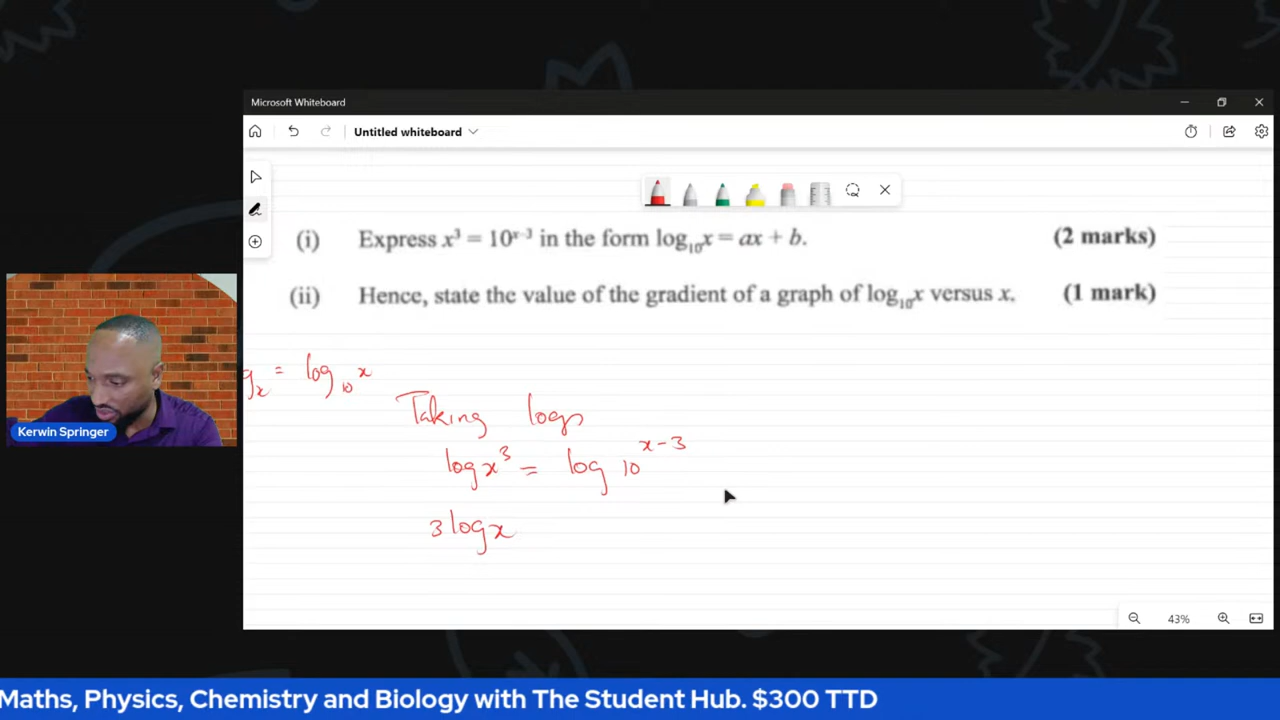 Microsoft Whiteboard
Untitled whiteboard
(i) Express x³ = 10ˣ⁻³ in the form log₁₀x = ax + b. (2 marks)
(ii) Hence, state the value of the gradient of a graph of log₁₀x versus x. (1 mark)
gₓ = log₁₀ x
Taking logs
log x³ = log 10ˣ⁻³
3 log x
Kerwin Springer
43%
Maths, Physics, Chemistry and Biology with The Student Hub. $300 TTD